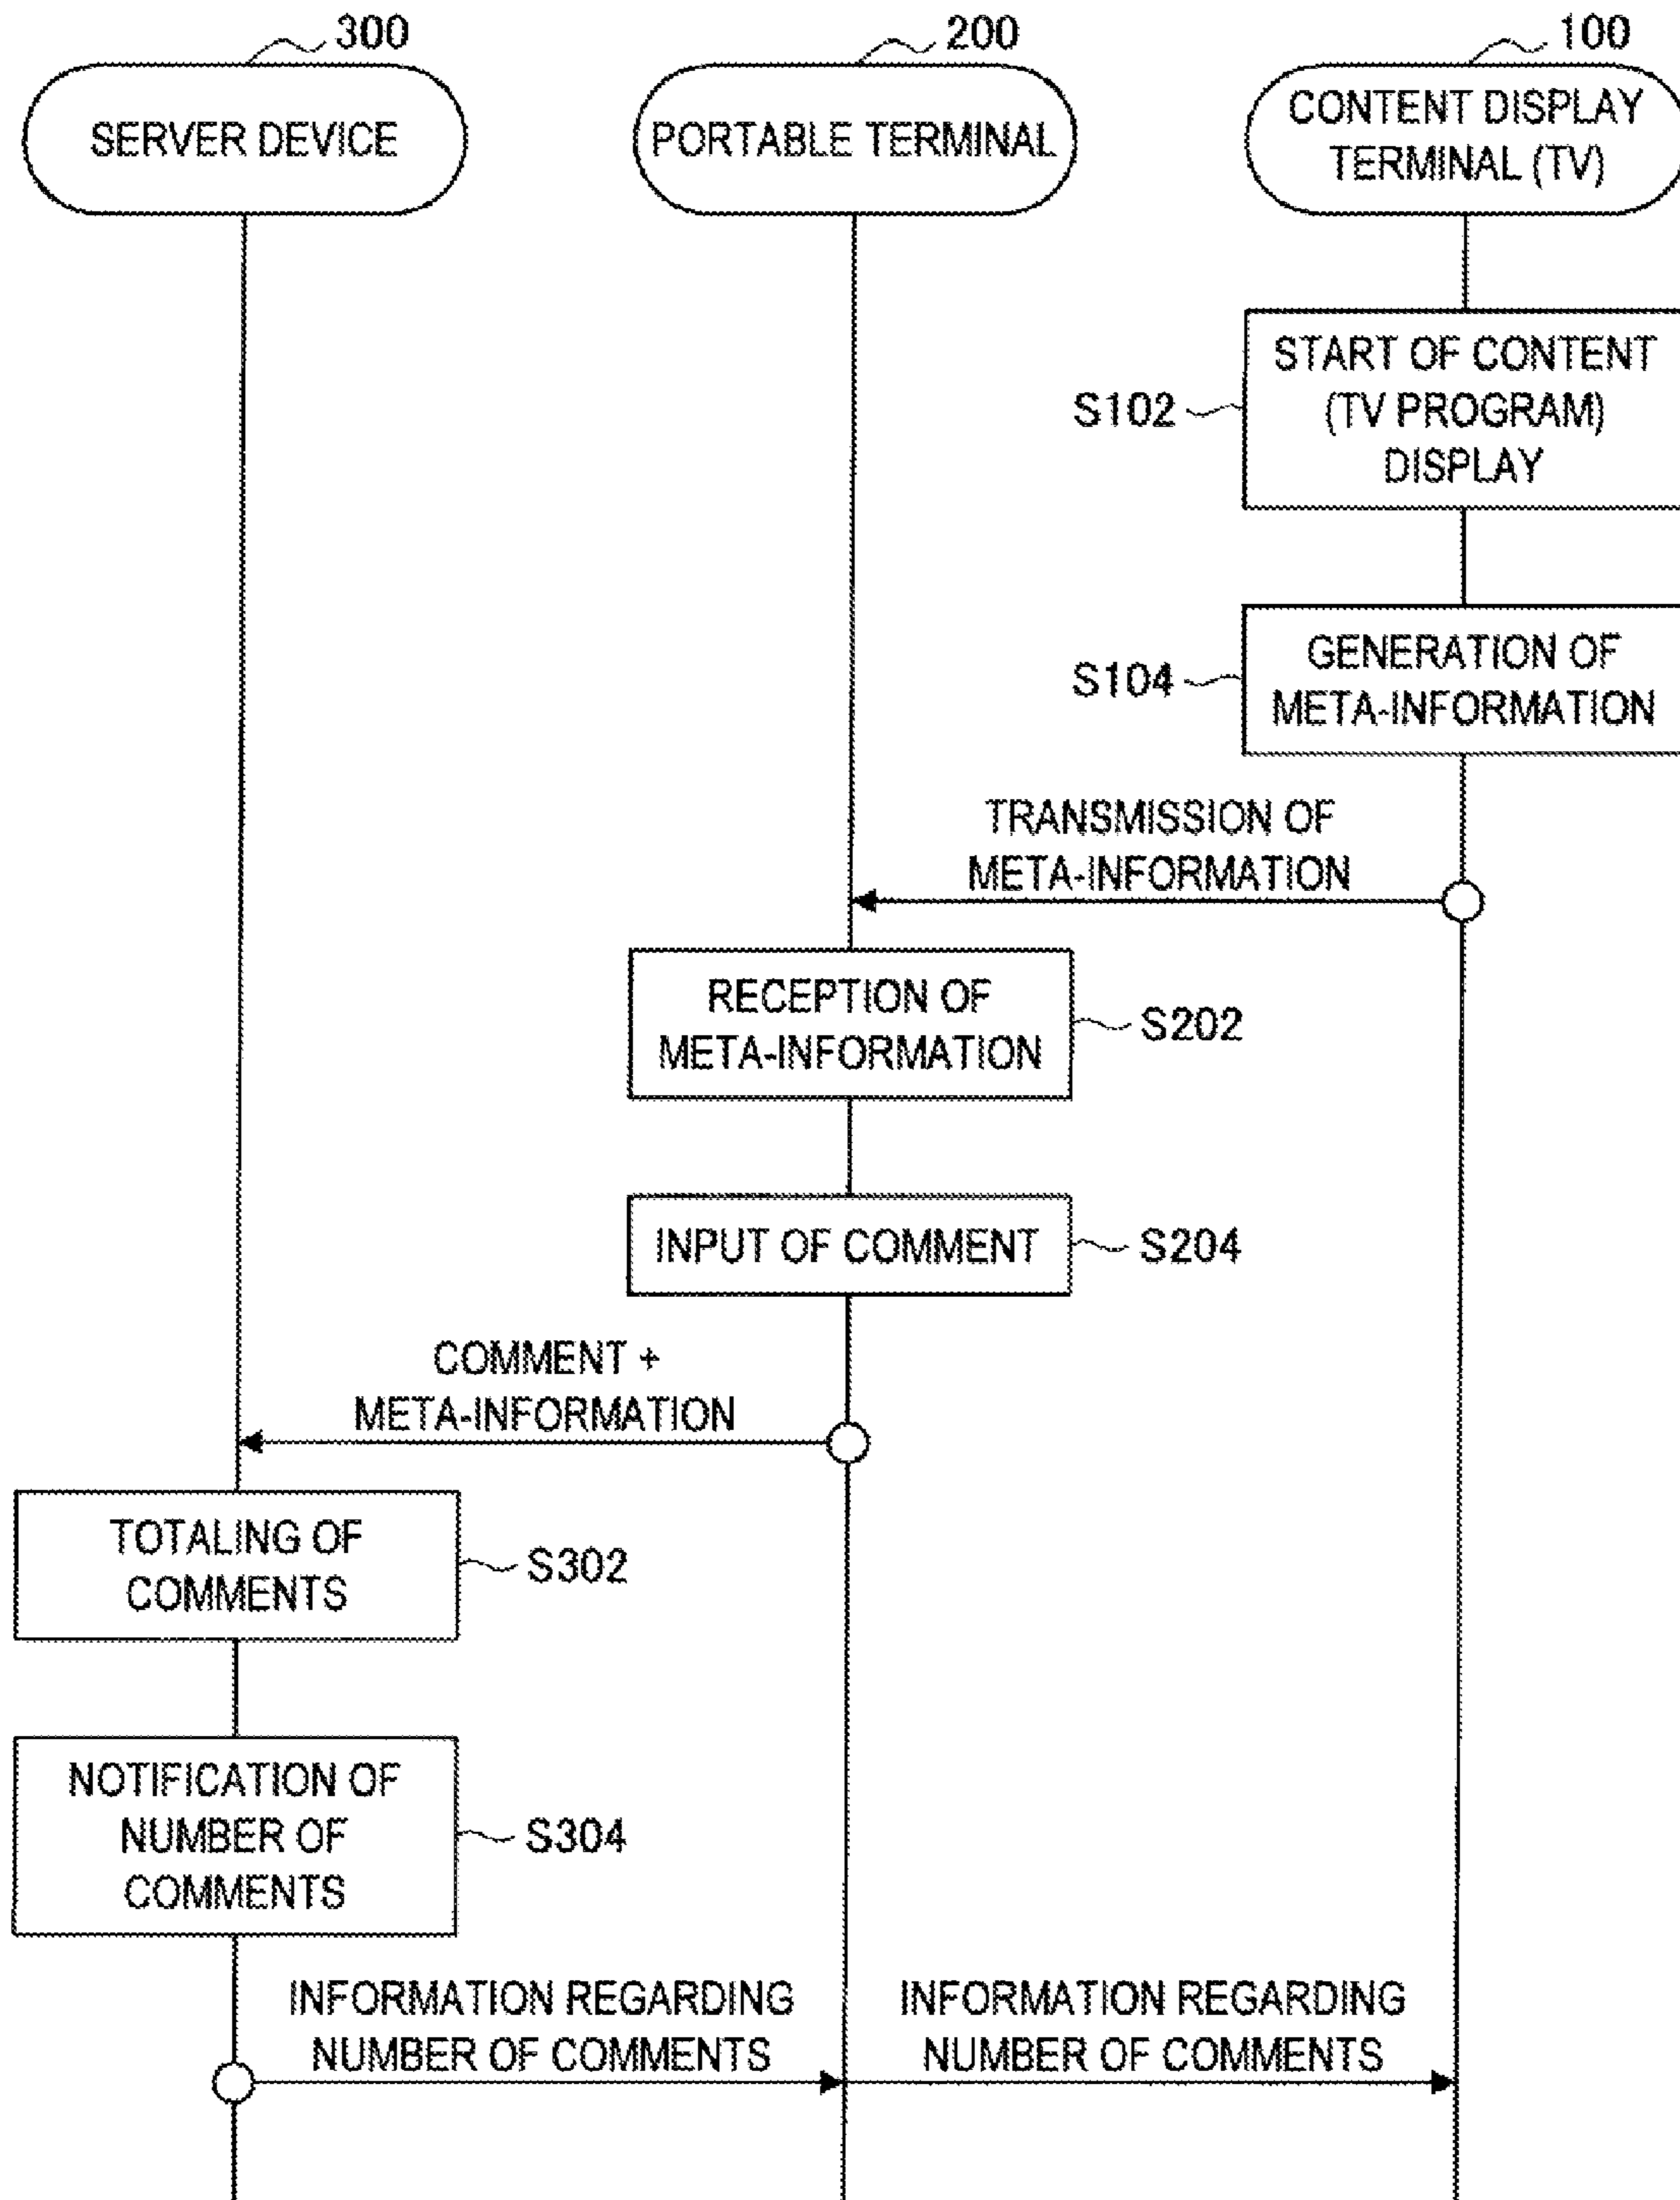 300
200
100
SERVER DEVICE
PORTABLE TERMINAL
CONTENT DISPLAY
TERMINAL (TV)
START OF CONTENT
(TV PROGRAM)
DISPLAY
S102
GENERATION OF
META-INFORMATION
S104
TRANSMISSION OF
META-INFORMATION
RECEPTION OF
META-INFORMATION
S202
INPUT OF COMMENT
S204
COMMENT +
META-INFORMATION
TOTALING OF
COMMENTS
S302
NOTIFICATION OF
NUMBER OF
COMMENTS
S304
INFORMATION REGARDING
NUMBER OF COMMENTS
INFORMATION REGARDING
NUMBER OF COMMENTS